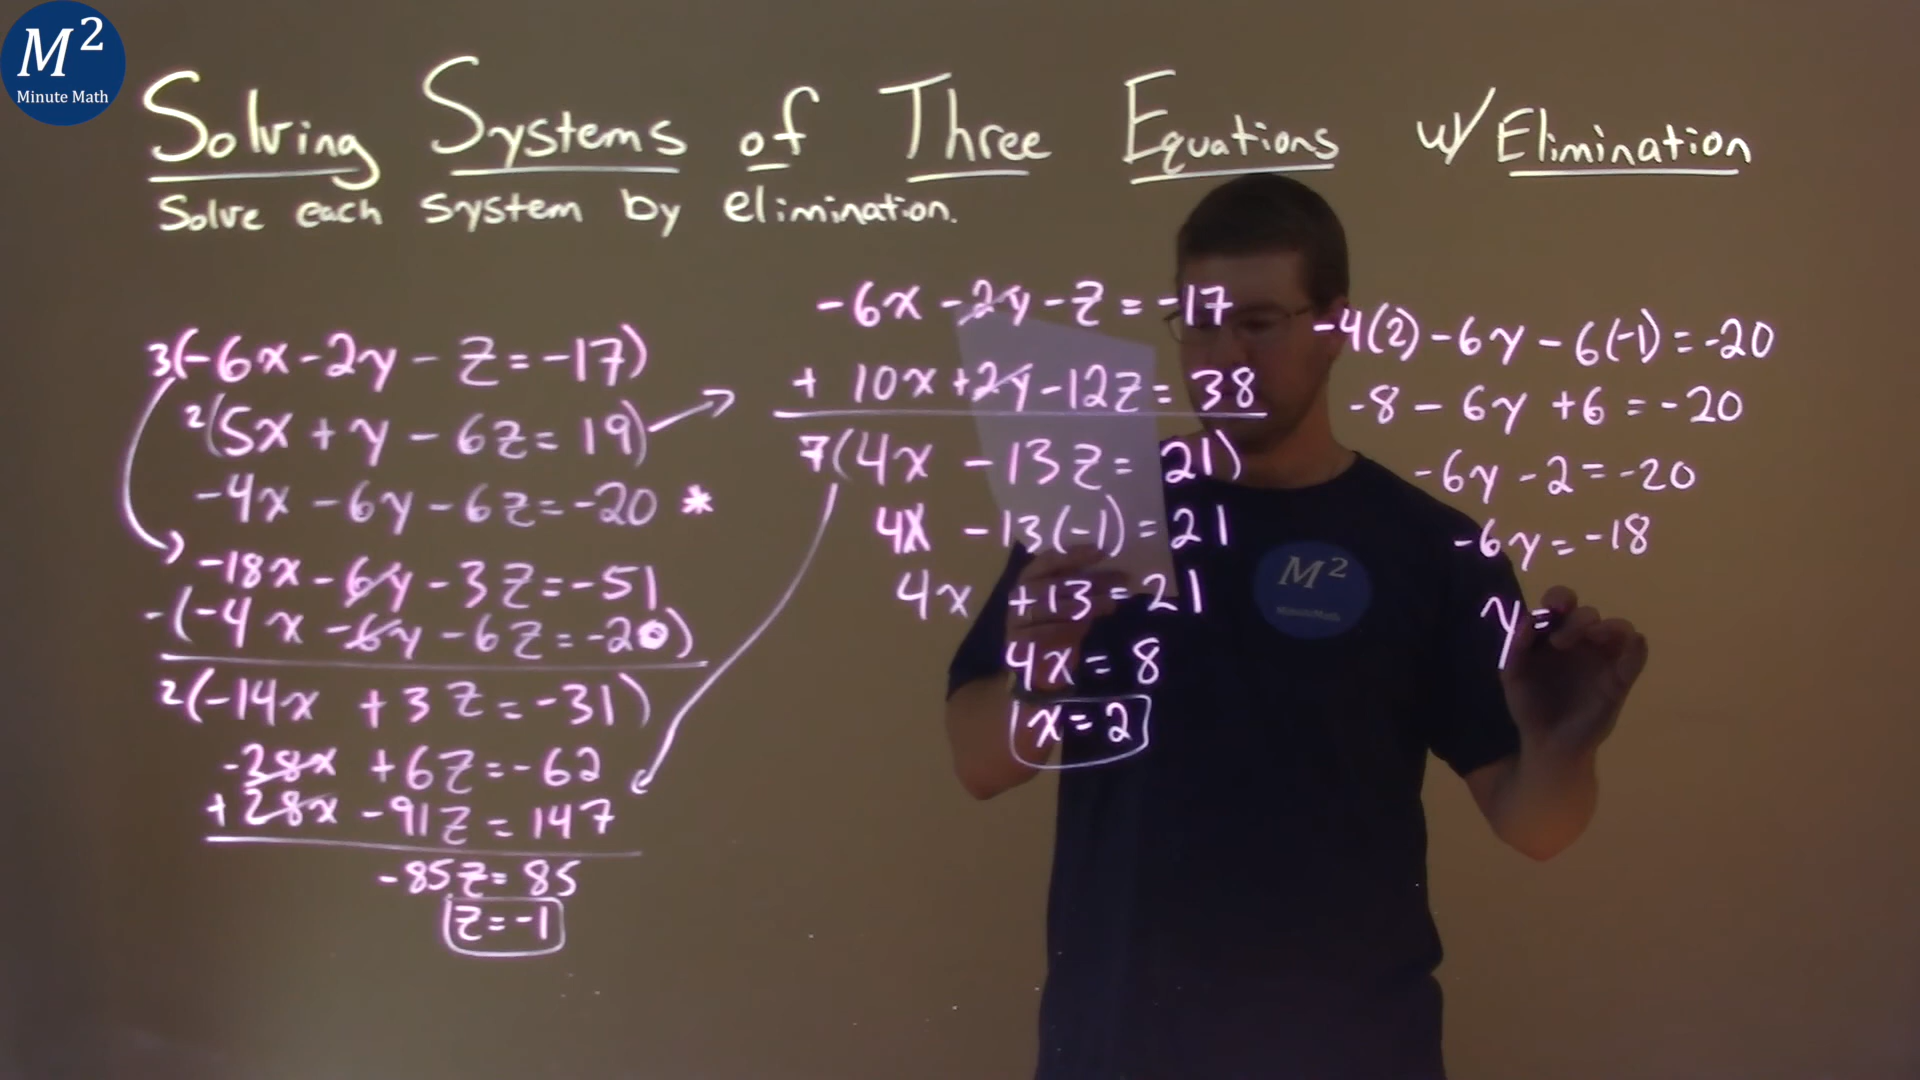 M²
Minute Math
Solving Systems of Three Equations w/ Elimination
Solve each system by elimination.
3(-6x-2y-z=-17)
2(5x+y-6z=19)
-4x-6y-6z=-20 *
-18x-6y-3z=-51
-(-4x-6y-6z=-20)
2(-14x+3z=-31)
-28x+6z=-62
+28x-91z=147
-85z=85
z=-1
-6x-2y-z=-17
+ 10x+2y-12z=38
7(4x-13z=21)
4x-13(-1)=21
4x+13=21
4x=8
x=2
-4(2)-6y-6(-1)=-20
-8-6y+6=-20
-6y-2=-20
-6y=-18
y=
M²
MinuteMath